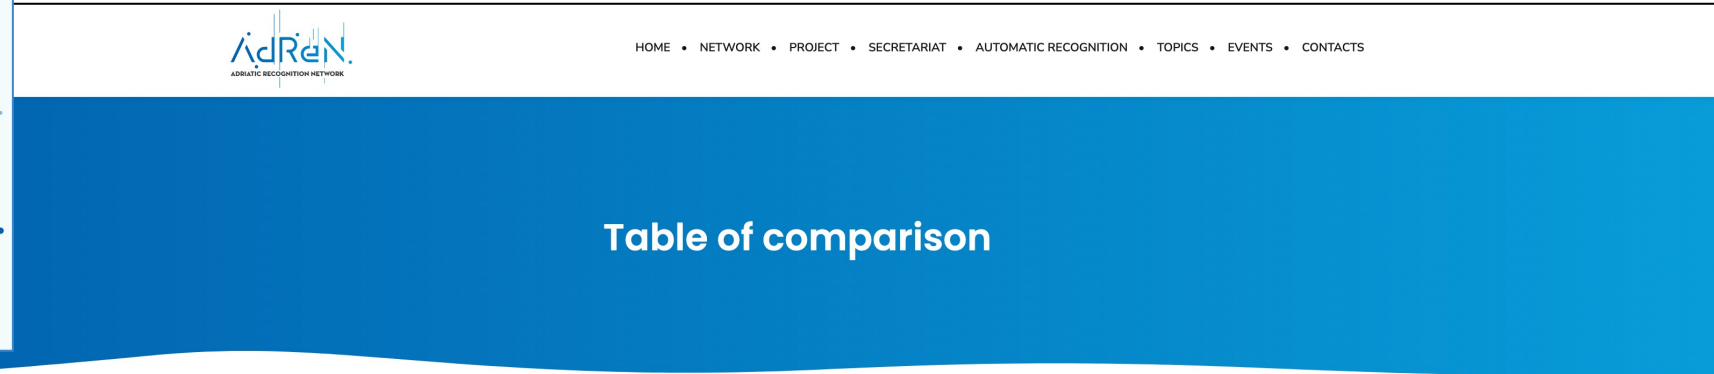 AdReN.
ADRIATIC RECOGNITION NETWORK
HOME • NETWORK • PROJECT • SECRETARIAT • AUTOMATIC RECOGNITION • TOPICS • EVENTS • CONTACTS
Table of comparison